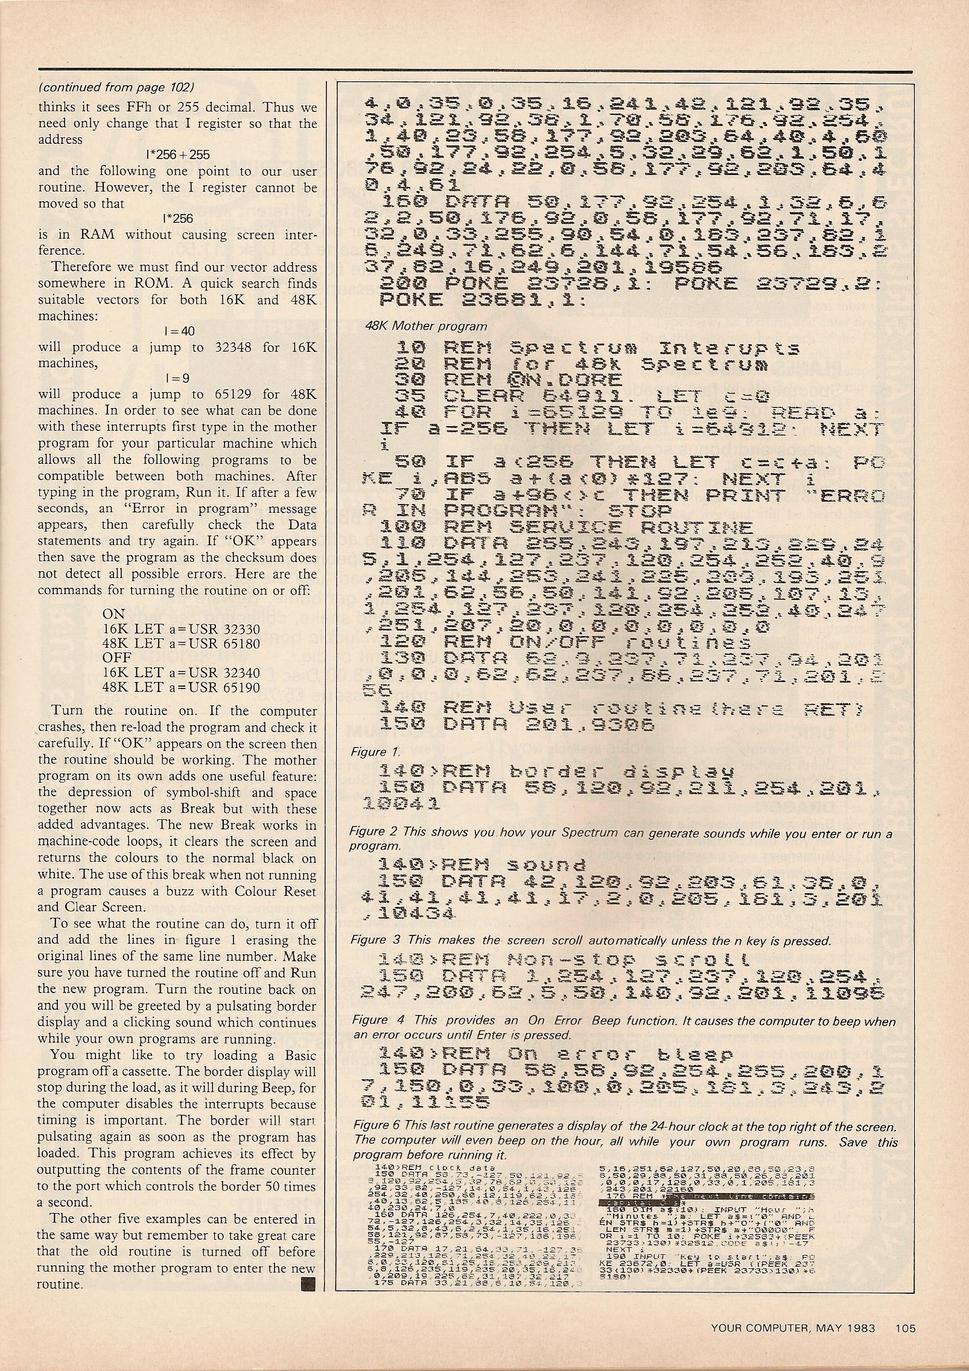 (continued from page 102)
thinks it sees FFh or 255 decimal. Thus we
need only change that I register so that the
address
I*256 + 255
and the following one point to our user
routine. However, the I register cannot be
moved so that
I*256
is in RAM without causing screen inter-
ference.
Therefore we must find our vector address
somewhere in ROM. A quick search finds
suitable vectors for both 16K and 48K
machines:
I = 40
will produce a jump to 32348 for 16K
machines,
I = 9
will produce a jump to 65129 for 48K
machines. In order to see what can be done
with these interrupts first type in the mother
program for your particular machine which
allows all the following programs to be
compatible between both machines. After
typing in the program, Run it. If after a few
seconds, an “Error in program” message
appears, then carefully check the Data
statements and try again. If “OK” appears
then save the program as the checksum does
not detect all possible errors. Here are the
commands for turning the routine on or off:
ON
16K LET a=USR 32330
48K LET a=USR 65180
OFF
16K LET a=USR 32340
48K LET a=USR 65190
Turn the routine on. If the computer
crashes, then re-load the program and check it
carefully. If “OK” appears on the screen then
the routine should be working. The mother
program on its own adds one useful feature:
the depression of symbol-shift and space
together now acts as Break but with these
added advantages. The new Break works in
machine-code loops, it clears the screen and
returns the colours to the normal black on
white. The use of this break when not running
a program causes a buzz with Colour Reset
and Clear Screen.
To see what the routine can do, turn it off
and add the lines in figure 1 erasing the
original lines of the same line number. Make
sure you have turned the routine off and Run
the new program. Turn the routine back on
and you will be greeted by a pulsating border
display and a clicking sound which continues
while your own programs are running.
You might like to try loading a Basic
program off a cassette. The border display will
stop during the load, as it will during Beep, for
the computer disables the interrupts because
timing is important. The border will start
pulsating again as soon as the program has
loaded. This program achieves its effect by
outputting the contents of the frame counter
to the port which controls the border 50 times
a second.
The other five examples can be entered in
the same way but remember to take great care
that the old routine is turned off before
running the mother program to enter the new
routine.
4,0,35,0,35,16,241,42,121,92,35,
34,121,92,38,1,70,58,176,92,254,
1,40,23,58,177,92,203,64,40,4,60
,50,177,92,254,5,32,29,62,1,50,1
76,92,24,22,0,58,177,92,203,64,4
0,4,61
160 DATA 50,177,92,254,1,32,6,6
2,2,50,176,92,0,58,177,92,71,17,
32,0,33,255,90,54,0,183,237,82,1
6,249,71,62,6,144,71,54,56,183,2
37,82,16,249,201,19586
200 POKE 23728,1: POKE 23729,2:
POKE 23681,1:
48K Mother program
10 REM Spectrum Interupts
20 REM for 48k Spectrum
30 REM ©N.DORE
35 CLEAR 64911. LET c=0
40 FOR i=65129 TO 1e9: READ a:
IF a=256 THEN LET i=64912: NEXT
i
50 IF a<256 THEN LET c=c+a: PO
KE i,ABS a+(a<0)*127: NEXT i
70 IF a+96<>c THEN PRINT "ERRO
R IN PROGRAM": STOP
100 REM SERVICE ROUTINE
110 DATA 255,243,197,213,229,24
5,1,254,127,237,120,254,252,40,9
,205,144,253,241,225,209,193,251
,201,62,56,50,141,92,205,107,13,
1,254,127,237,120,254,252,40,247
,251,207,20,0,0,0,0,0,0,0
120 REM ON/OFF routines
130 DATA 62,9,237,71,237,94,201
,0,0,0,62,62,237,86,237,71,201,2
56
140 REM User routine(here RET)
150 DATA 201,9306
Figure 1.
140>REM border display
150 DATA 58,120,92,211,254,201,
10041
Figure 2 This shows you how your Spectrum can generate sounds while you enter or run a
program.
140>REM sound
150 DATA 42,120,92,203,61,38,0,
41,41,41,41,17,2,0,205,181,3,201
,10434
Figure 3 This makes the screen scroll automatically unless the n key is pressed.
140>REM Non-stop scroll
150 DATA 1,254,127,237,120,254,
247,200,62,5,50,140,92,201,11095
Figure 4 This provides an On Error Beep function. It causes the computer to beep when
an error occurs until Enter is pressed.
140>REM On error bleep
150 DATA 58,58,92,254,255,200,1
7,150,0,33,100,0,205,181,3,243,2
01,11155
Figure 6 This last routine generates a display of the 24-hour clock at the top right of the screen.
The computer will even beep on the hour, all while your own program runs. Save this
program before running it.
140>REM clock data
150 DATA
160 DATA
170 DATA
175 DATA
176 REM The next line contains
180 DIM a$(10): INPUT "Hour ";h
190 INPUT "Key to start";a$
YOUR COMPUTER, MAY 1983 105